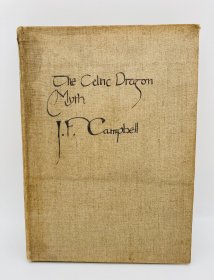 The Celtic Dragon
Myth
J.F. Campbell